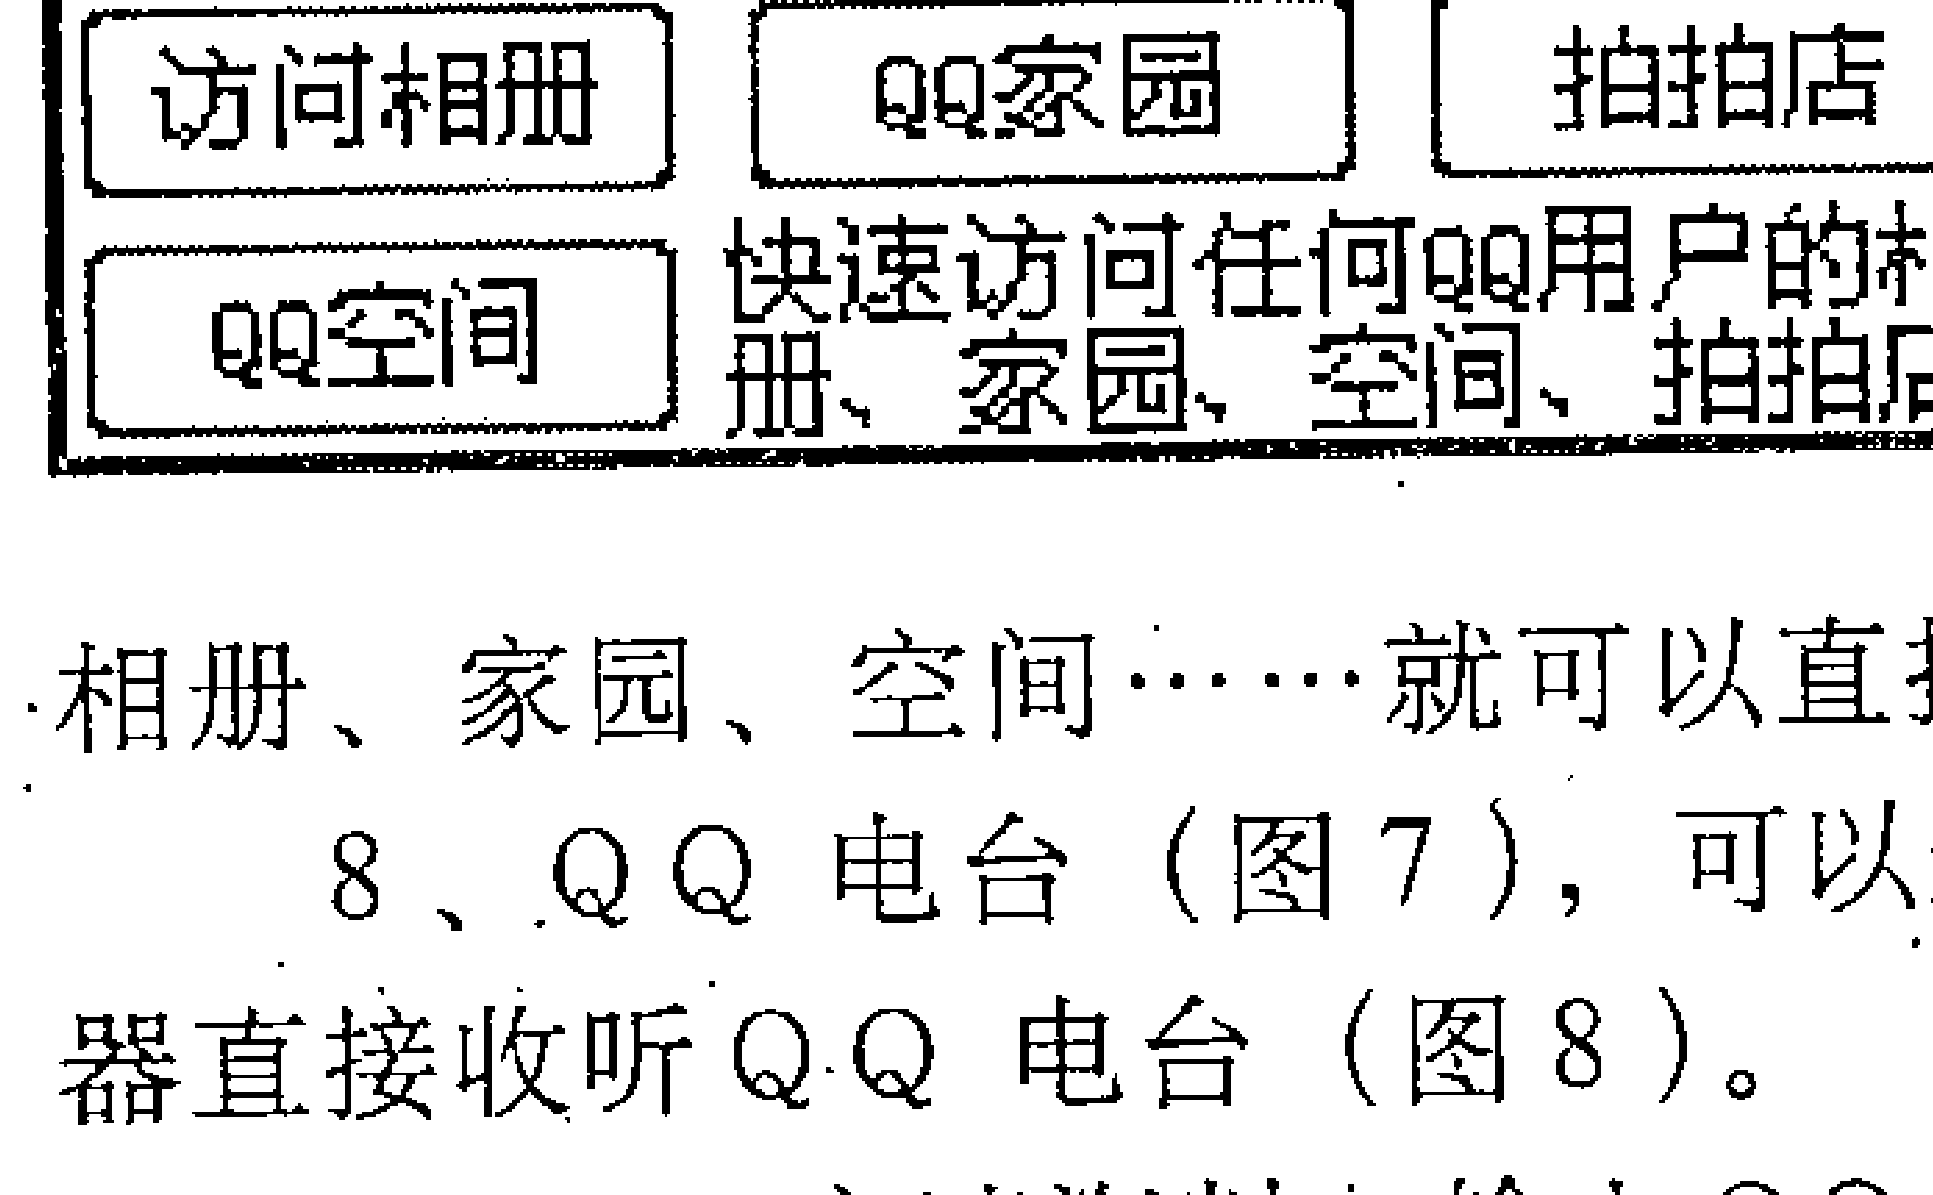 访问相册 QQ家园 拍拍店
快速访问任何QQ用户的
QQ空间
册、家园、空间、拍拍
相册、家园、空间……就可以直
8、QQ电台（图7），可以
器直接收听QQ电台（图8）。